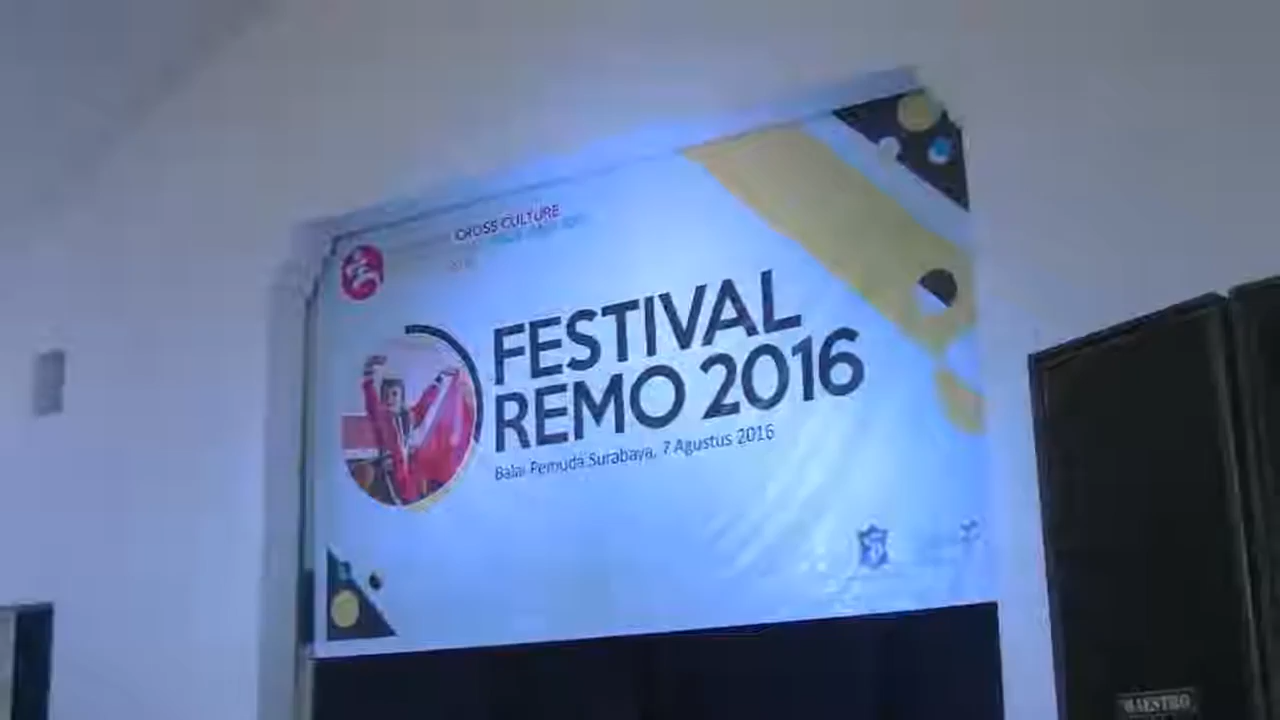 CROSS CULTURE
FESTIVAL
REMO 2016
Balai Pemuda Surabaya, 7 Agustus 2016
MAESTRO